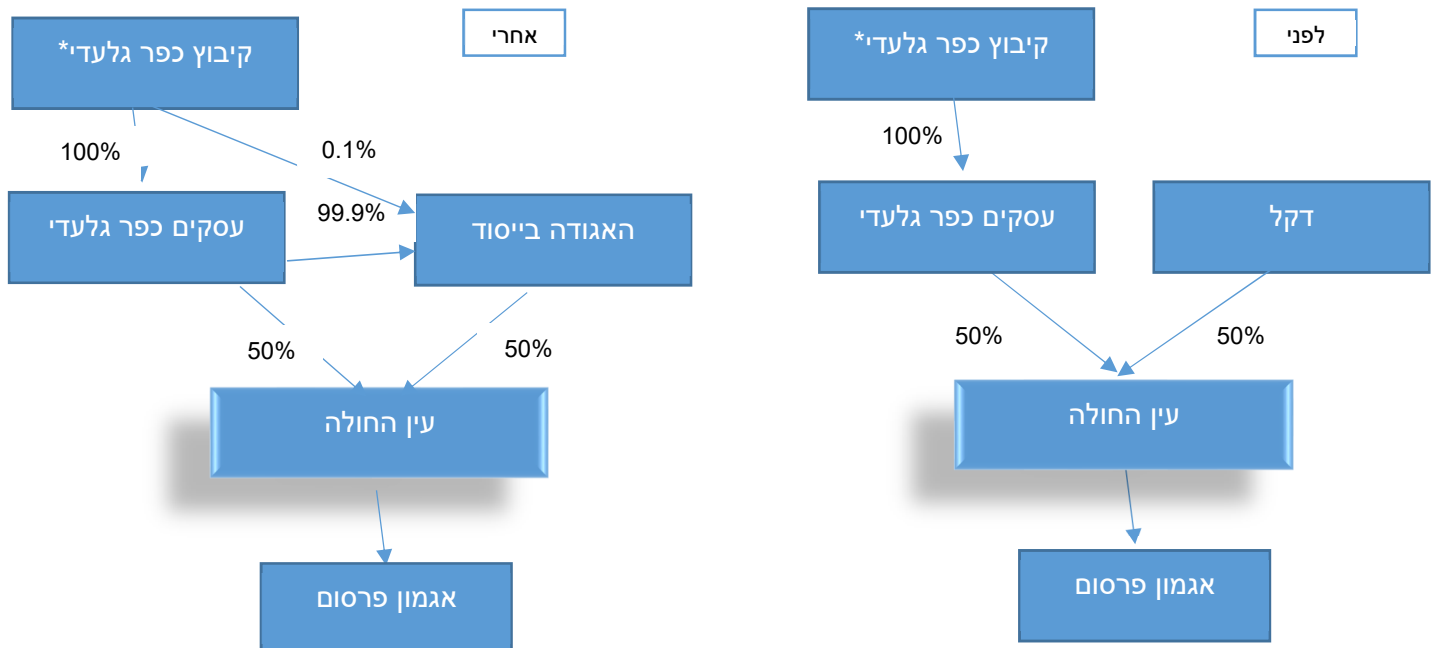 לפני
קיבוץ כפר גלעדי*
100%
עסקים כפר גלעדי
דקל
50%
50%
עין החולה
אגמון פרסום
אחרי
קיבוץ כפר גלעדי*
100%
0.1%
עסקים כפר גלעדי
99.9%
האגודה בייסוד
50%
50%
עין החולה
אגמון פרסום